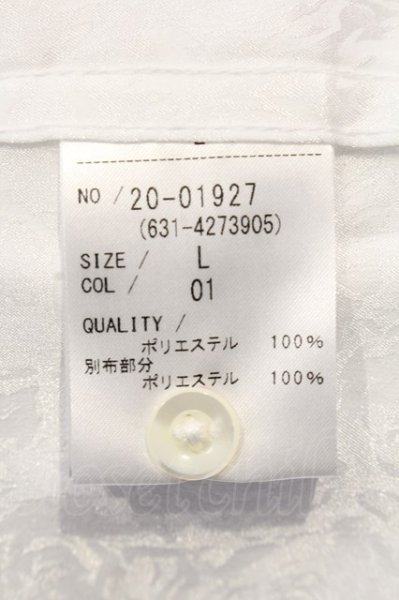 NO / 20-01927
(631-4273905)
SIZE / L
COL / 01
QUALITY /
ポリエステル 100%
別布部分
ポリエステル 100%